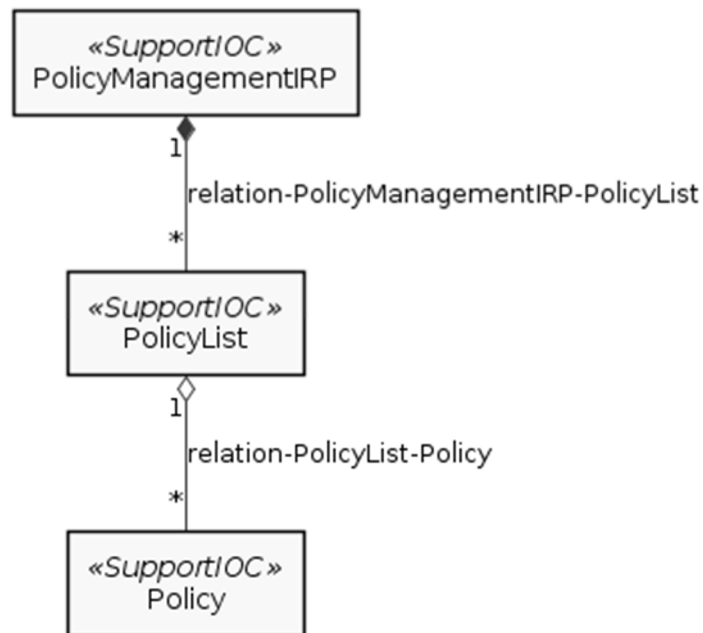 «SupportIOC»
PolicyManagementIRP
1
relation-PolicyManagementIRP-PolicyList
*
«SupportIOC»
PolicyList
1
relation-PolicyList-Policy
*
«SupportIOC»
Policy